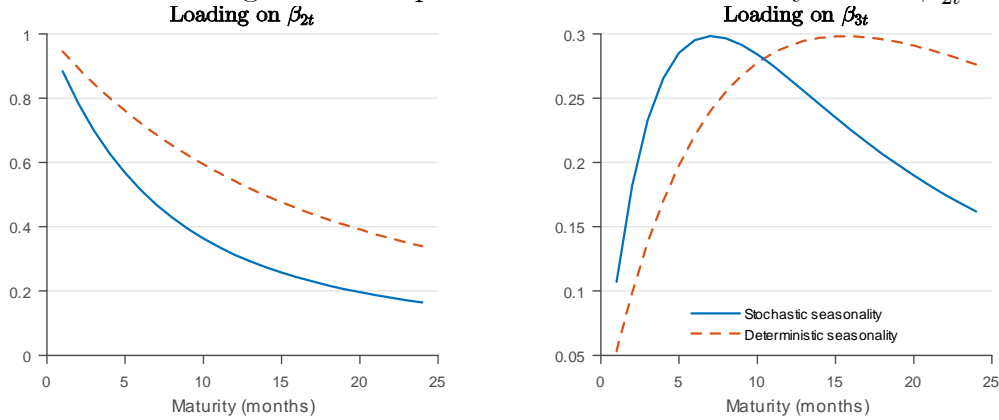 Loading on β2t
1
0.8
0.6
0.4
0.2
0
0 5 10 15 20 25
Maturity (months)
Loading on β3t
0.3
0.25
0.2
0.15
0.1
0.05
0 5 10 15 20 25
Maturity (months)
Stochastic seasonality
Deterministic seasonality